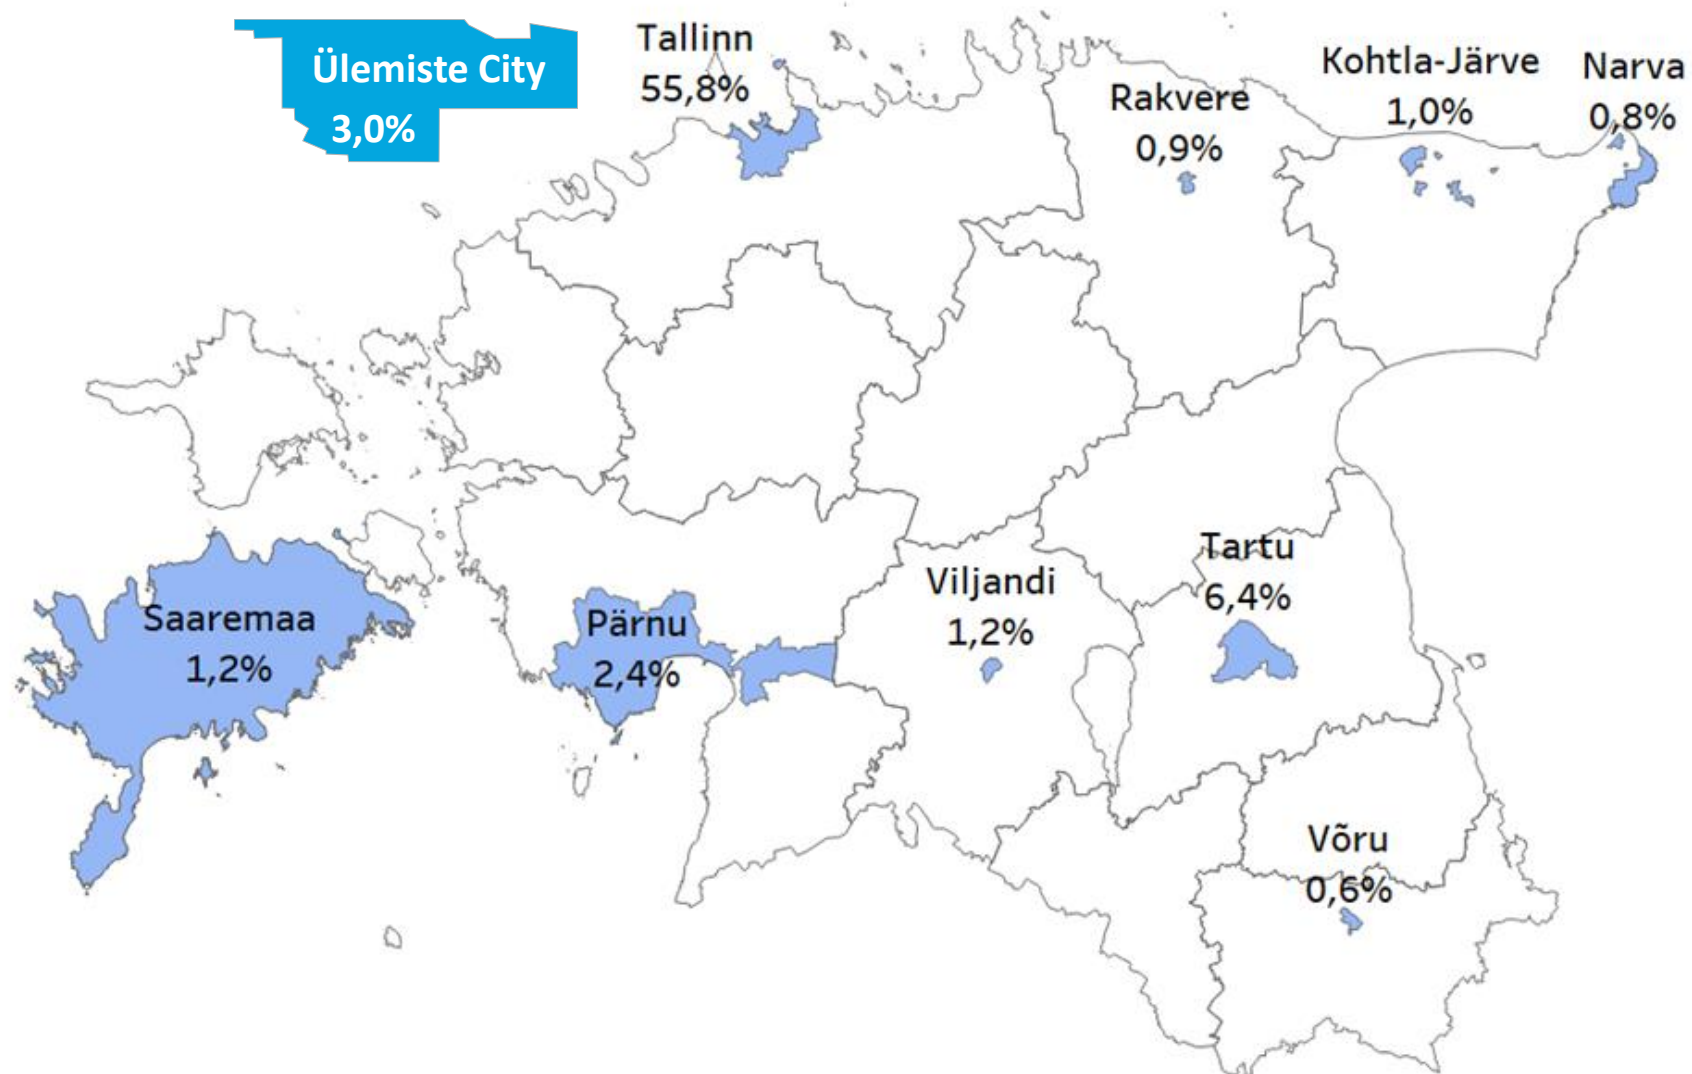 Ülemiste City
3,0%
Tallinn
55,8%
Rakvere
0,9%
Kohtla-Järve
1,0%
Narva
0,8%
Saaremaa
1,2%
Pärnu
2,4%
Viljandi
1,2%
Tartu
6,4%
Võru
0,6%